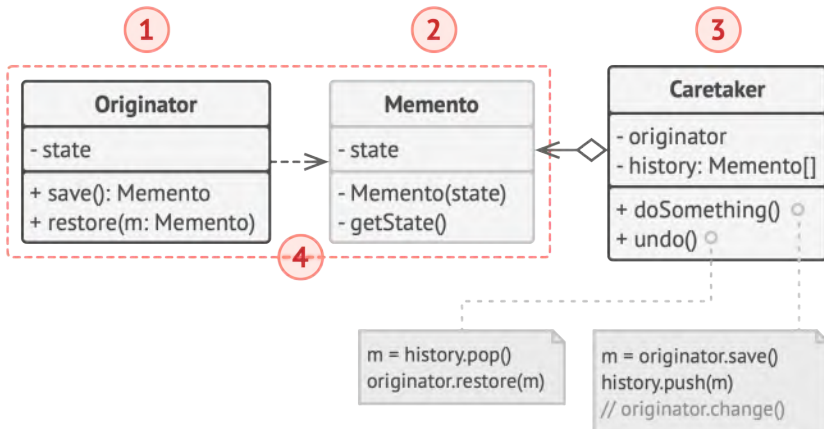 1
2
3
Originator
- state
+ save(): Memento
+ restore(m: Memento)
Memento
- state
- Memento(state)
- getState()
Caretaker
- originator
- history: Memento[]
+ doSomething()
+ undo()
4
m = history.pop()
originator.restore(m)
m = originator.save()
history.push(m)
// originator.change()